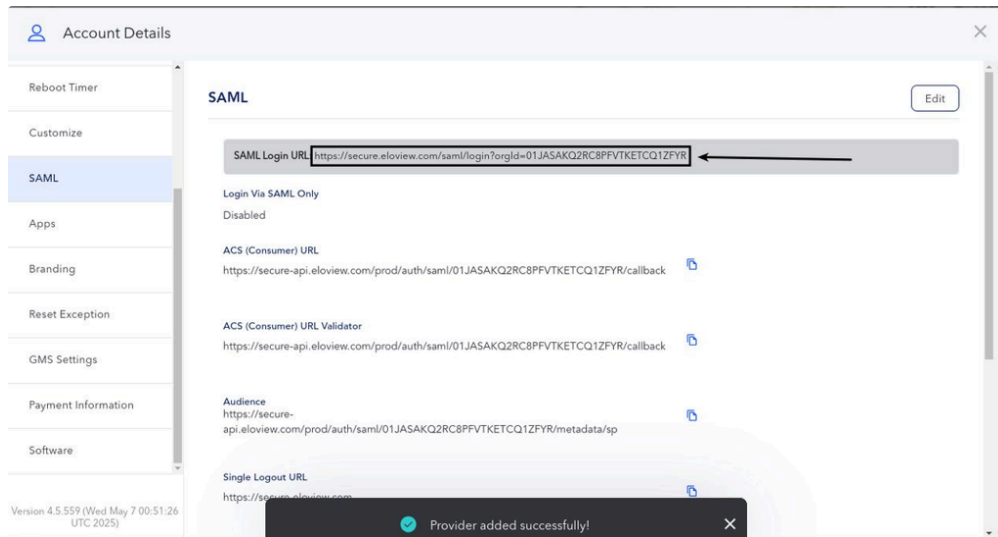 Account Details
Reboot Timer
Customize
SAML
Apps
Branding
Reset Exception
GMS Settings
Payment Information
Software
Version 4.5.559 (Wed May 7 00:51:26
UTC 2025)
SAML
Edit
SAML Login URL https://secure.eloview.com/saml/login?orgId=01JASAKQ2RC8PFVTKETCQ1ZFYR
Login Via SAML Only
Disabled
ACS (Consumer) URL
https://secure-api.eloview.com/prod/auth/saml/01JASAKQ2RC8PFVTKETCQ1ZFYR/callback
ACS (Consumer) URL Validator
https://secure-api.eloview.com/prod/auth/saml/01JASAKQ2RC8PFVTKETCQ1ZFYR/callback
Audience
https://secure-
api.eloview.com/prod/auth/saml/01JASAKQ2RC8PFVTKETCQ1ZFYR/metadata/sp
Single Logout URL
https://secure.eloview.com
Provider added successfully!